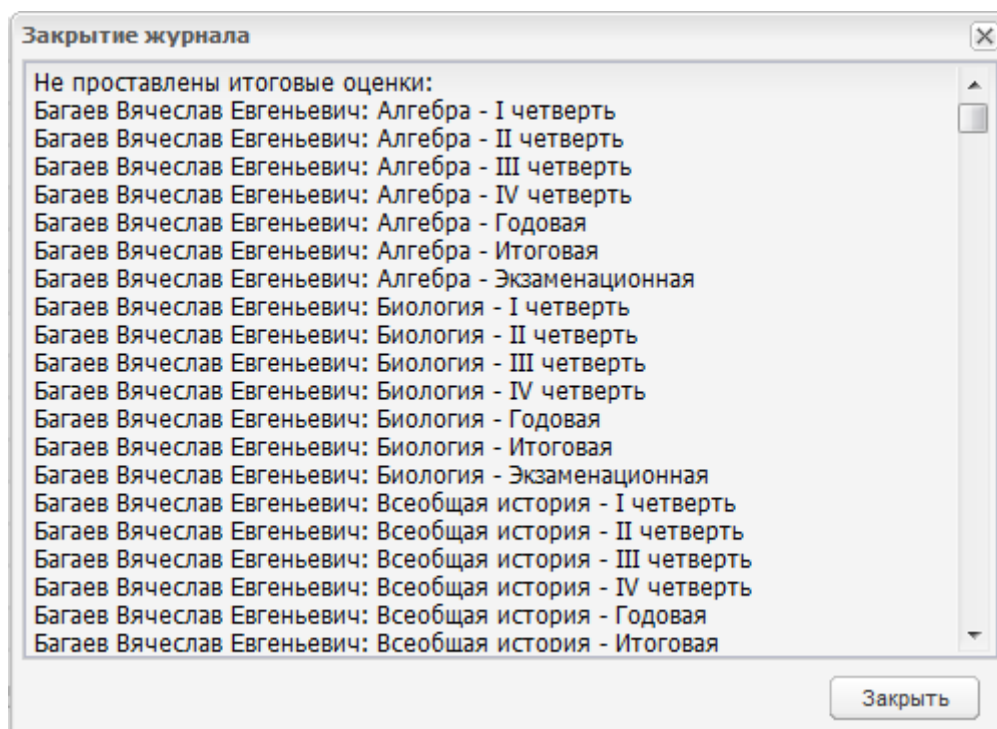 Закрытие журнала
Не проставлены итоговые оценки:
Багаев Вячеслав Евгеньевич: Алгебра - I четверть
Багаев Вячеслав Евгеньевич: Алгебра - II четверть
Багаев Вячеслав Евгеньевич: Алгебра - III четверть
Багаев Вячеслав Евгеньевич: Алгебра - IV четверть
Багаев Вячеслав Евгеньевич: Алгебра - Годовая
Багаев Вячеслав Евгеньевич: Алгебра - Итоговая
Багаев Вячеслав Евгеньевич: Алгебра - Экзаменационная
Багаев Вячеслав Евгеньевич: Биология - I четверть
Багаев Вячеслав Евгеньевич: Биология - II четверть
Багаев Вячеслав Евгеньевич: Биология - III четверть
Багаев Вячеслав Евгеньевич: Биология - IV четверть
Багаев Вячеслав Евгеньевич: Биология - Годовая
Багаев Вячеслав Евгеньевич: Биология - Итоговая
Багаев Вячеслав Евгеньевич: Биология - Экзаменационная
Багаев Вячеслав Евгеньевич: Всеобщая история - I четверть
Багаев Вячеслав Евгеньевич: Всеобщая история - II четверть
Багаев Вячеслав Евгеньевич: Всеобщая история - III четверть
Багаев Вячеслав Евгеньевич: Всеобщая история - IV четверть
Багаев Вячеслав Евгеньевич: Всеобщая история - Годовая
Багаев Вячеслав Евгеньевич: Всеобщая история - Итоговая
Закрыть